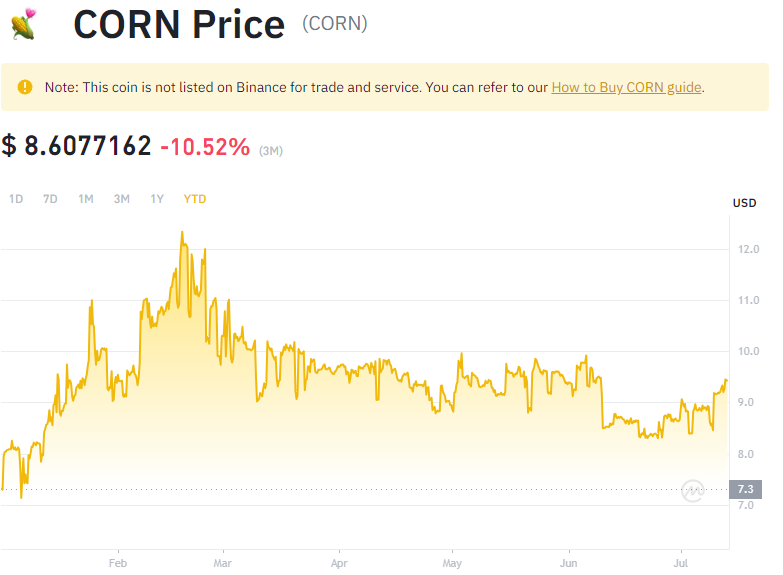 CORN Price (CORN)
Note: This coin is not listed on Binance for trade and service. You can refer to our How to Buy CORN guide.
$ 8.6077162 -10.52% (3M)
1D 7D 1M 3M 1Y YTD
USD
12.0
11.0
10.0
9.0
8.0
7.3
7.0
Feb Mar Apr May Jun Jul